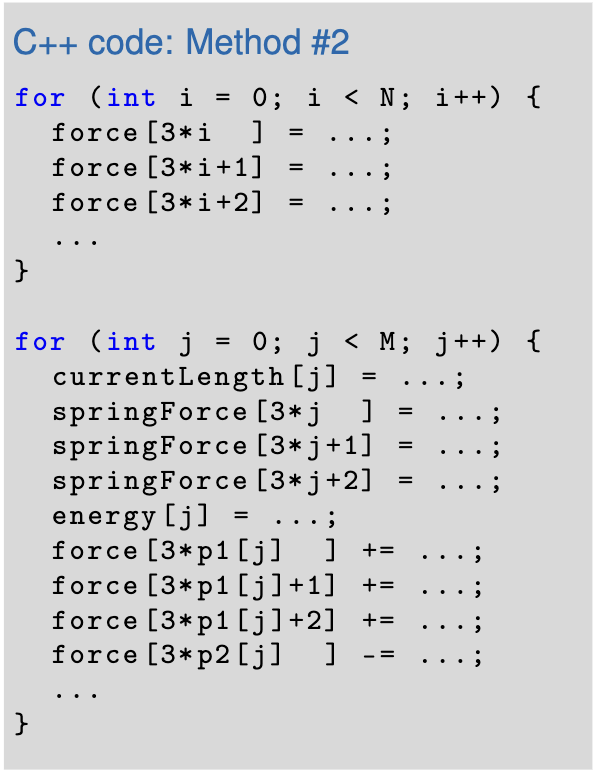 C++ code: Method #2
for (int i = 0; i < N; i++) {
  force[3*i  ] = ...;
  force[3*i+1] = ...;
  force[3*i+2] = ...;
  ...
}
for (int j = 0; j < M; j++) {
  currentLength[j] = ...;
  springForce[3*j  ] = ...;
  springForce[3*j+1] = ...;
  springForce[3*j+2] = ...;
  energy[j] = ...;
  force[3*p1[j]  ] += ...;
  force[3*p1[j]+1] += ...;
  force[3*p1[j]+2] += ...;
  force[3*p2[j]  ] -= ...;
  ...
}